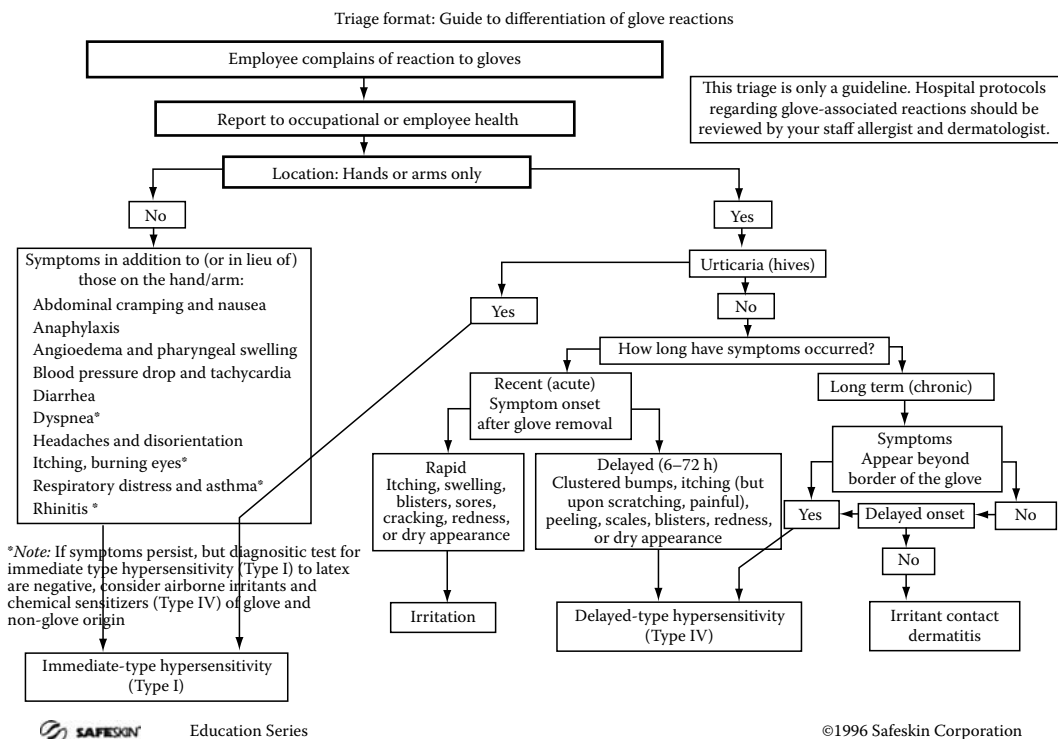 Triage format: Guide to differentiation of glove reactions
Employee complains of reaction to gloves
This triage is only a guideline. Hospital protocols
regarding glove-associated reactions should be
reviewed by your staff allergist and dermatologist.
Report to occupational or employee health
Location: Hands or arms only
No
Yes
Symptoms in addition to (or in lieu of)
those on the hand/arm:
Abdominal cramping and nausea
Anaphylaxis
Angioedema and pharyngeal swelling
Blood pressure drop and tachycardia
Diarrhea
Dyspnea*
Headaches and disorientation
Itching, burning eyes*
Respiratory distress and asthma*
Rhinitis *
Urticaria (hives)
Yes
No
How long have symptoms occurred?
Recent (acute)
Symptom onset
after glove removal
Long term (chronic)
Rapid
Itching, swelling,
blisters, sores,
cracking, redness,
or dry appearance
Delayed (6–72 h)
Clustered bumps, itching (but
upon scratching, painful),
peeling, scales, blisters, redness,
or dry appearance
Symptoms
Appear beyond
border of the glove
Yes
Delayed onset
No
No
*Note: If symptoms persist, but diagnositic test for
immediate type hypersensitivity (Type I) to latex
are negative, consider airborne irritants and
chemical sensitizers (Type IV) of glove and
non-glove origin
Irritation
Delayed-type hypersensitivity
(Type IV)
Irritant contact
dermatitis
Immediate-type hypersensitivity
(Type I)
SAFESKIN
Education Series
©1996 Safeskin Corporation